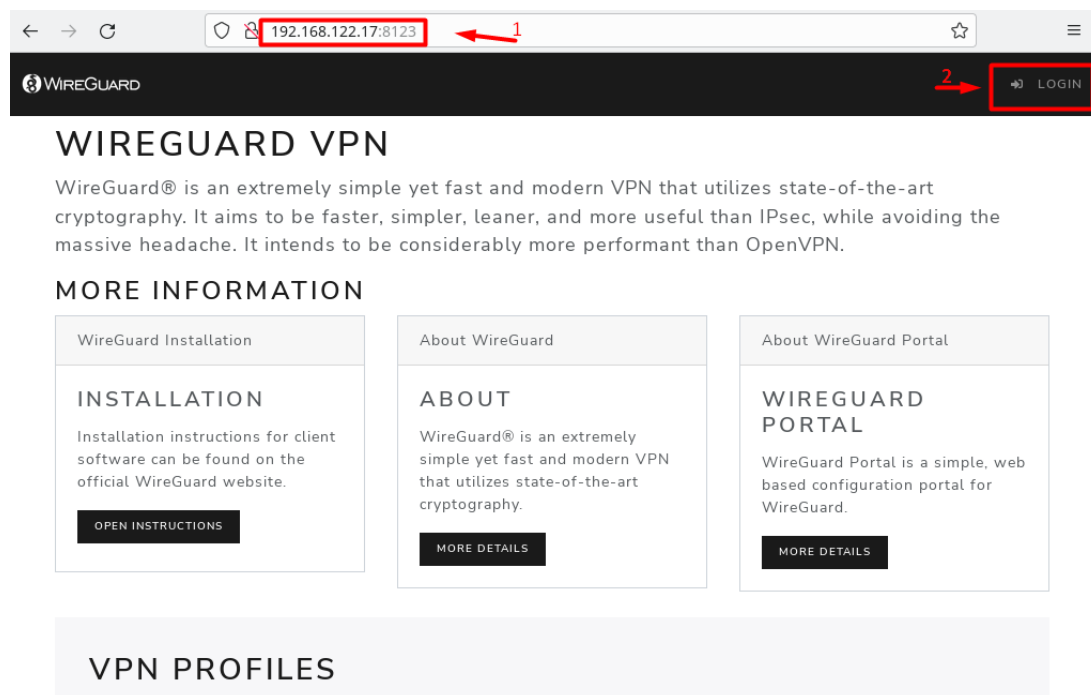 192.168.122.17:8123
1
WIREGUARD
2
LOGIN
WIREGUARD VPN
WireGuard® is an extremely simple yet fast and modern VPN that utilizes state-of-the-art
cryptography. It aims to be faster, simpler, leaner, and more useful than IPsec, while avoiding the
massive headache. It intends to be considerably more performant than OpenVPN.
MORE INFORMATION
WireGuard Installation
INSTALLATION
Installation instructions for client
software can be found on the
official WireGuard website.
OPEN INSTRUCTIONS
About WireGuard
ABOUT
WireGuard® is an extremely
simple yet fast and modern VPN
that utilizes state-of-the-art
cryptography.
MORE DETAILS
About WireGuard Portal
WIREGUARD
PORTAL
WireGuard Portal is a simple, web
based configuration portal for
WireGuard.
MORE DETAILS
VPN PROFILES